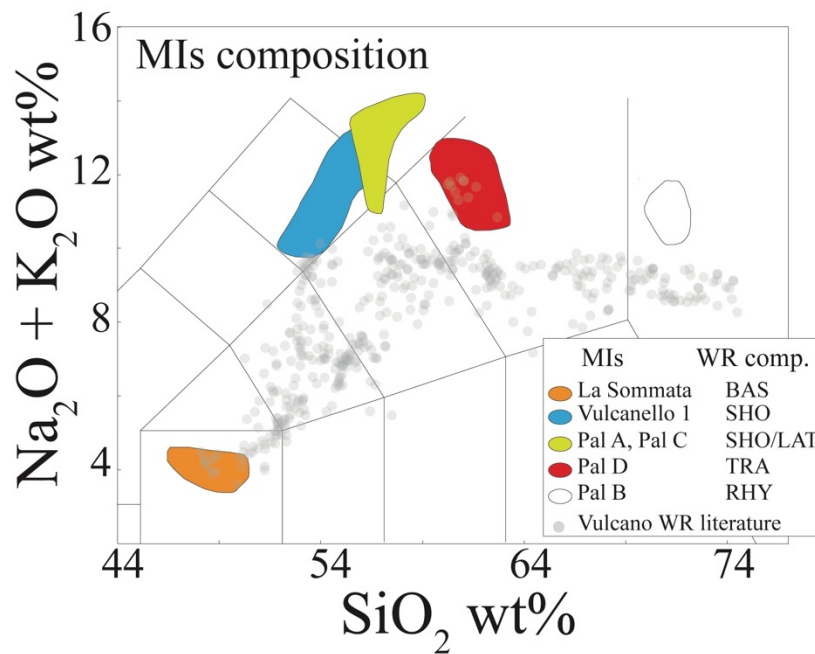 16
MIs composition
12
8
4
Na₂O + K₂O wt%
MIs WR comp.
La Sommata BAS
Vulcanello 1 SHO
Pal A, Pal C SHO/LAT
Pal D TRA
Pal B RHY
Vulcano WR literature
44 54 64 74
SiO₂ wt%